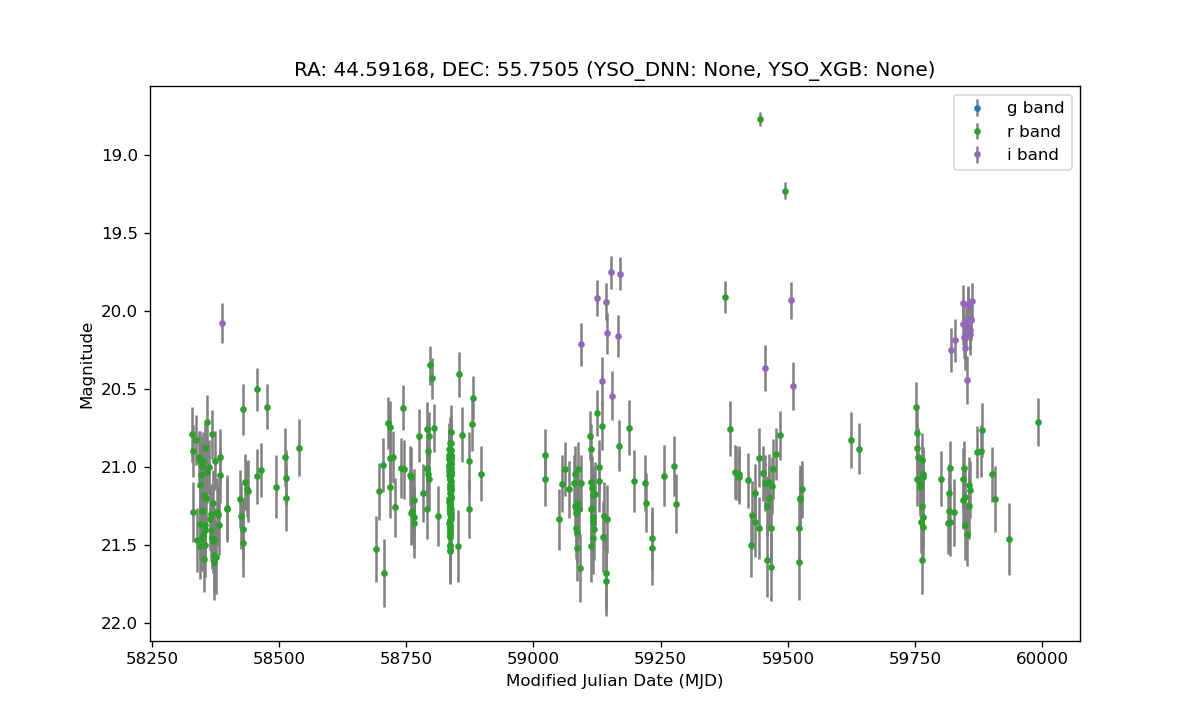 RA: 44.59168, DEC: 55.7505 (YSO_DNN: None, YSO_XGB: None)
g band
r band
i band
19.0
19.5
20.0
20.5
21.0
21.5
22.0
Magnitude
58250 58500 58750 59000 59250 59500 59750 60000
Modified Julian Date (MJD)